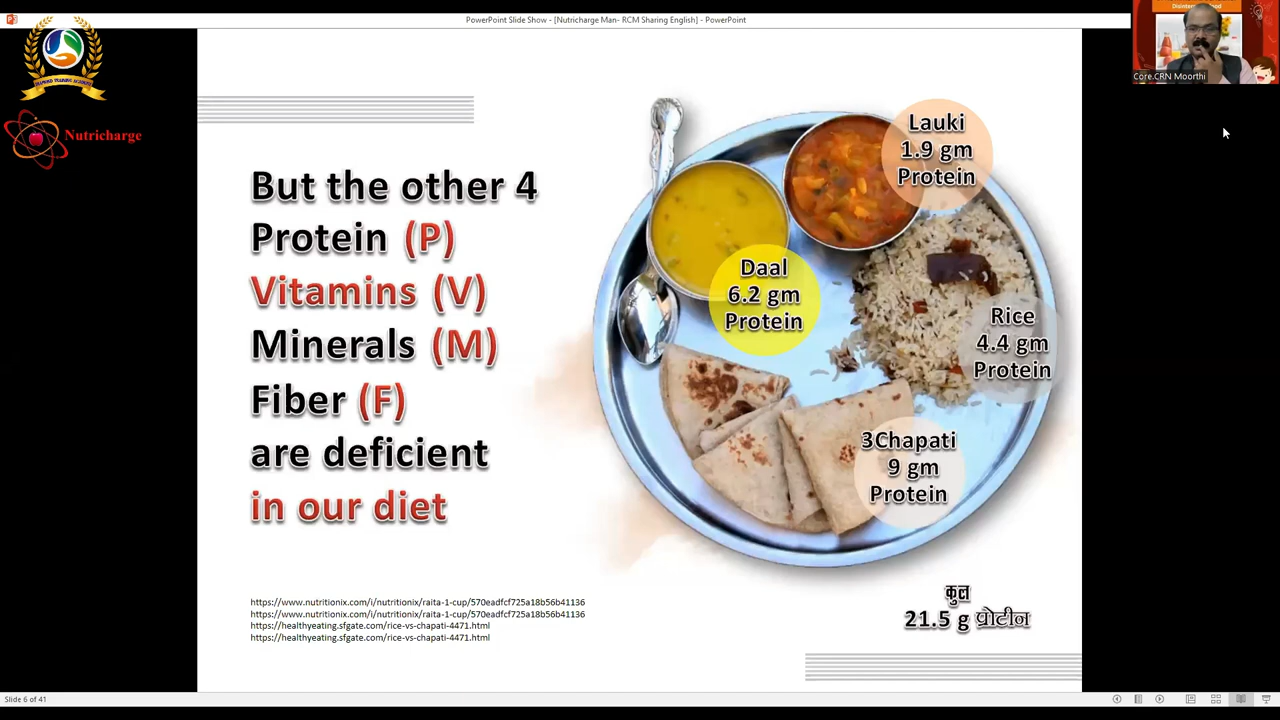 PowerPoint Slide Show - [Nutricharge Man- RCM Sharing English] - PowerPoint
Core.CRN Moorthi
Nutricharge
But the other 4
Protein (P)
Vitamins (V)
Minerals (M)
Fiber (F)
are deficient
in our diet
Lauki
1.9 gm
Protein
Daal
6.2 gm
Protein
Rice
4.4 gm
Protein
3Chapati
9 gm
Protein
कुल
21.5 g प्रोटीन
https://www.nutritionix.com/i/nutritionix/raita-1-cup/570eadfcf725a18b56b41136
https://www.nutritionix.com/i/nutritionix/raita-1-cup/570eadfcf725a18b56b41136
https://healthyeating.sfgate.com/rice-vs-chapati-4471.html
https://healthyeating.sfgate.com/rice-vs-chapati-4471.html
Slide 6 of 41